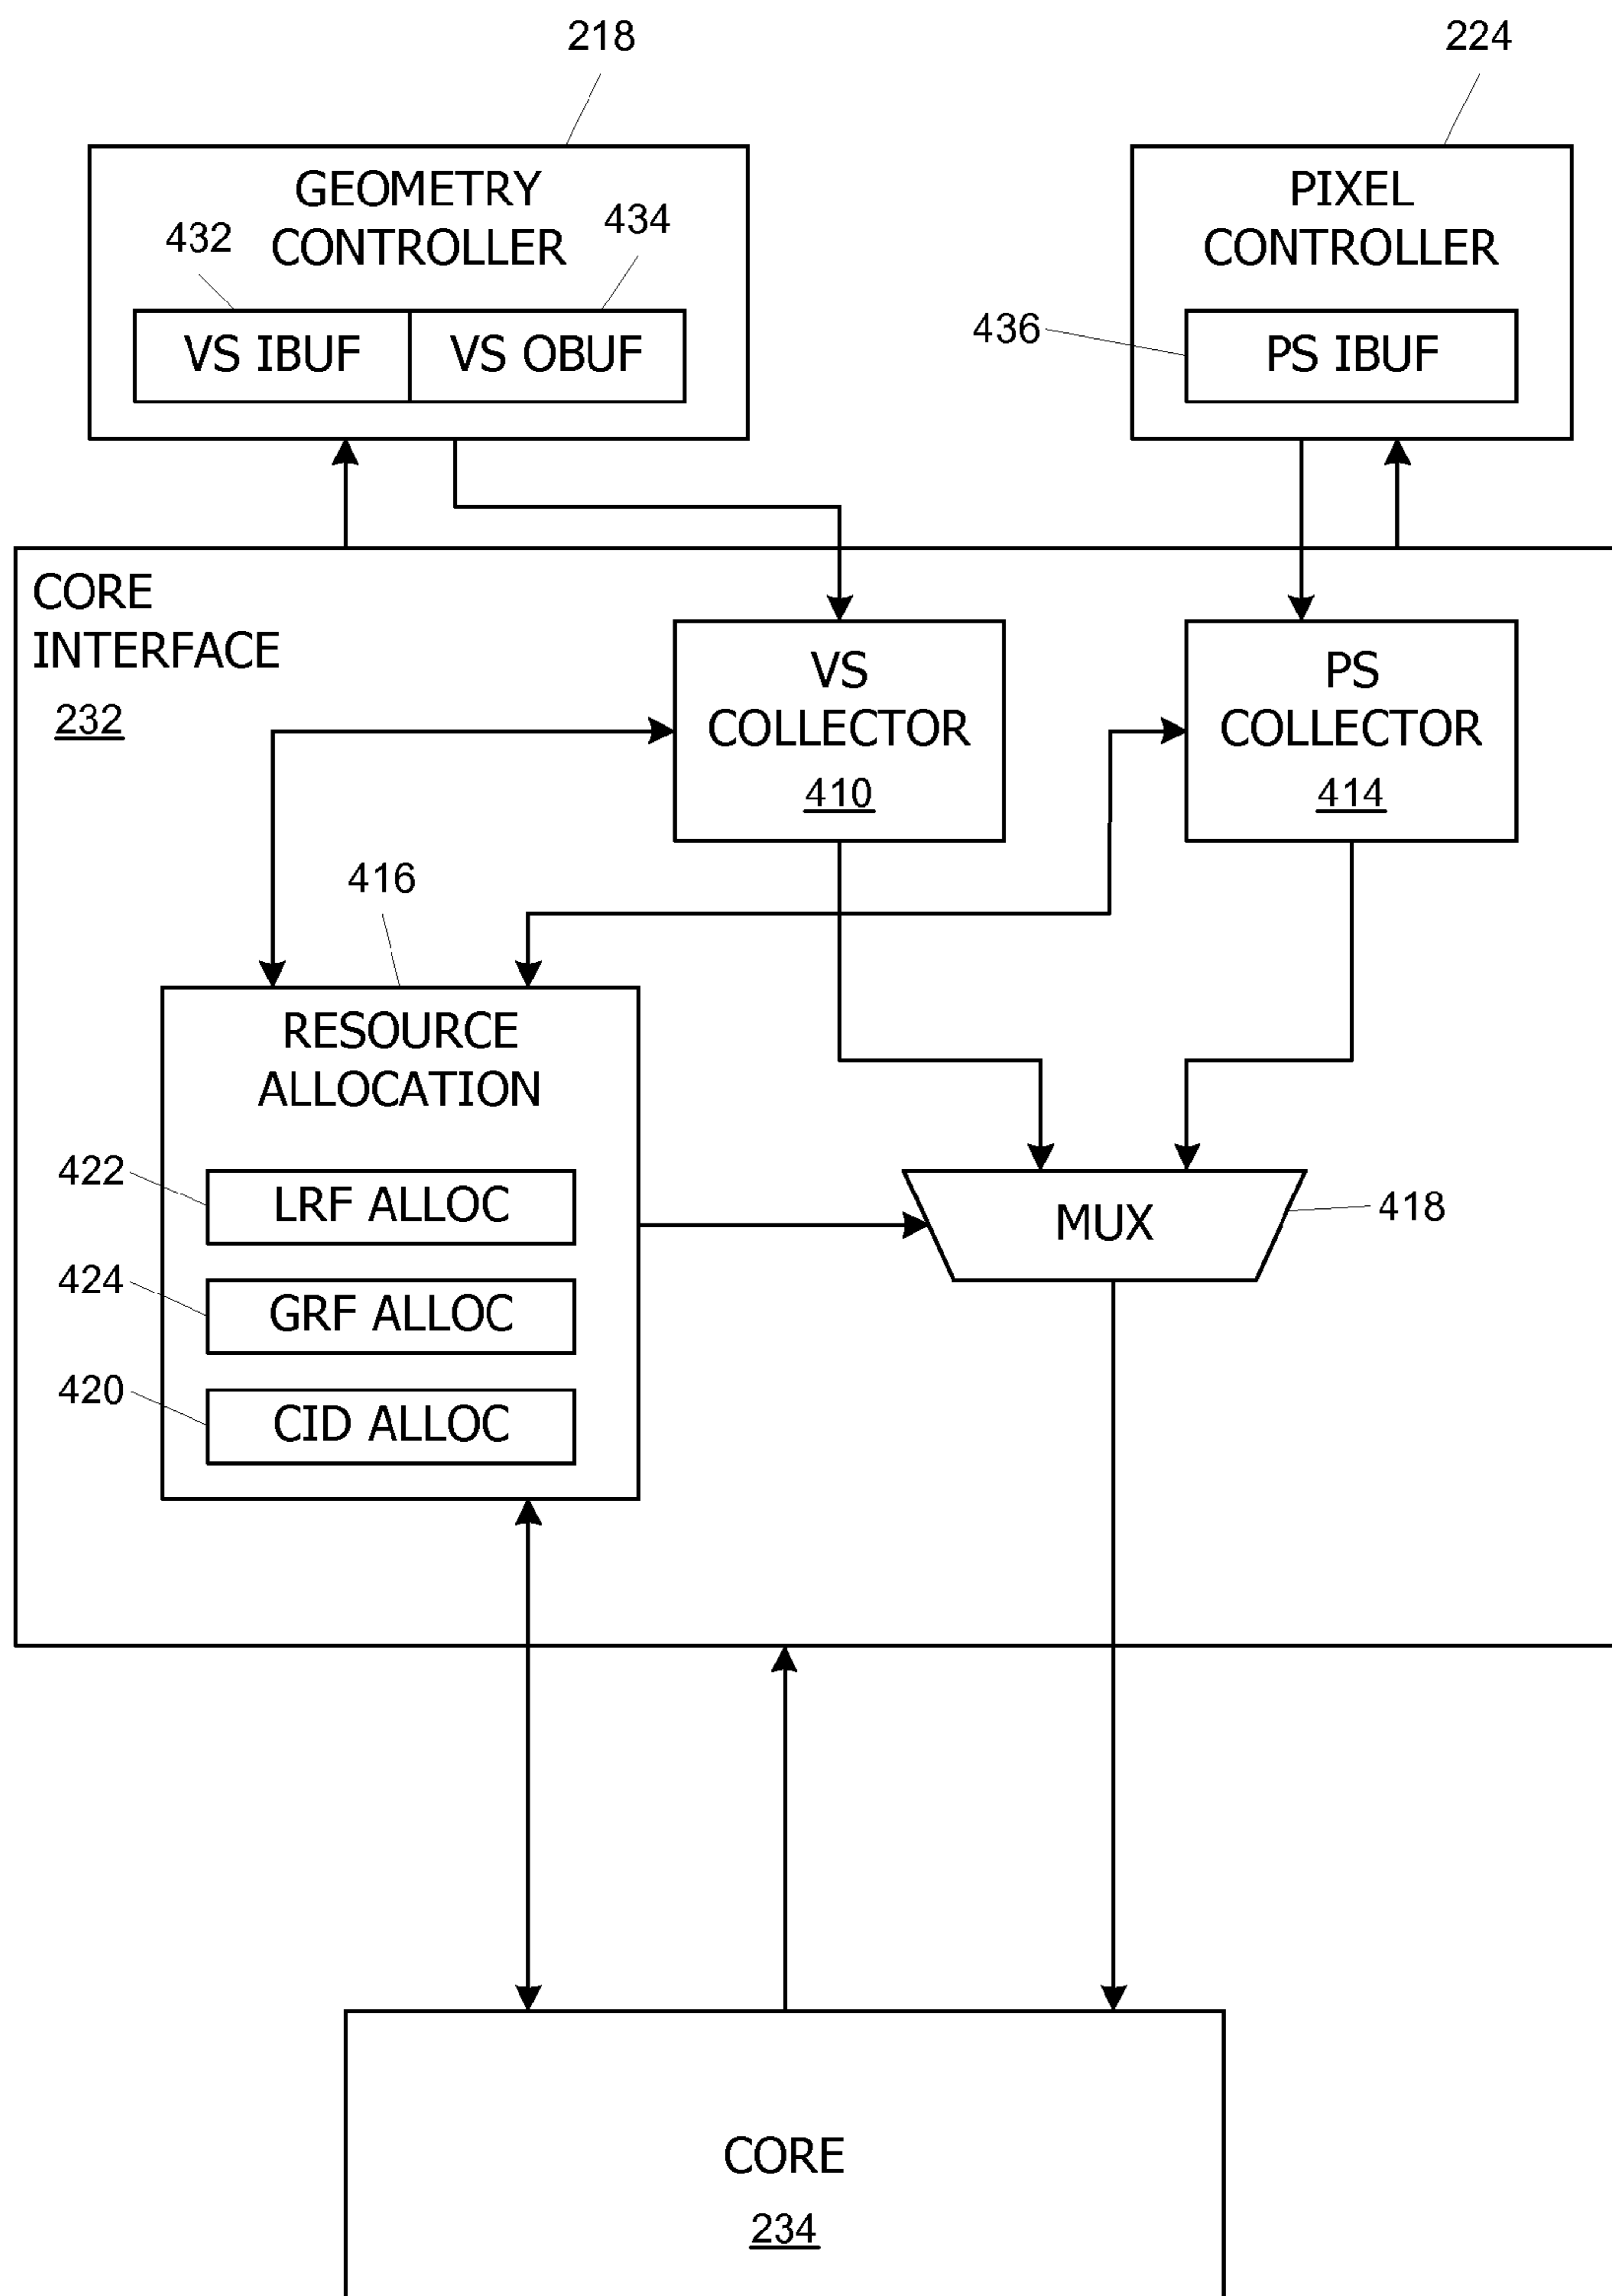 218
224
GEOMETRY
CONTROLLER
432
434
VS IBUF
VS OBUF
PIXEL
CONTROLLER
436
PS IBUF
CORE
INTERFACE
232
VS
COLLECTOR
410
PS
COLLECTOR
414
416
RESOURCE
ALLOCATION
422
LRF ALLOC
424
GRF ALLOC
420
CID ALLOC
MUX
418
CORE
234